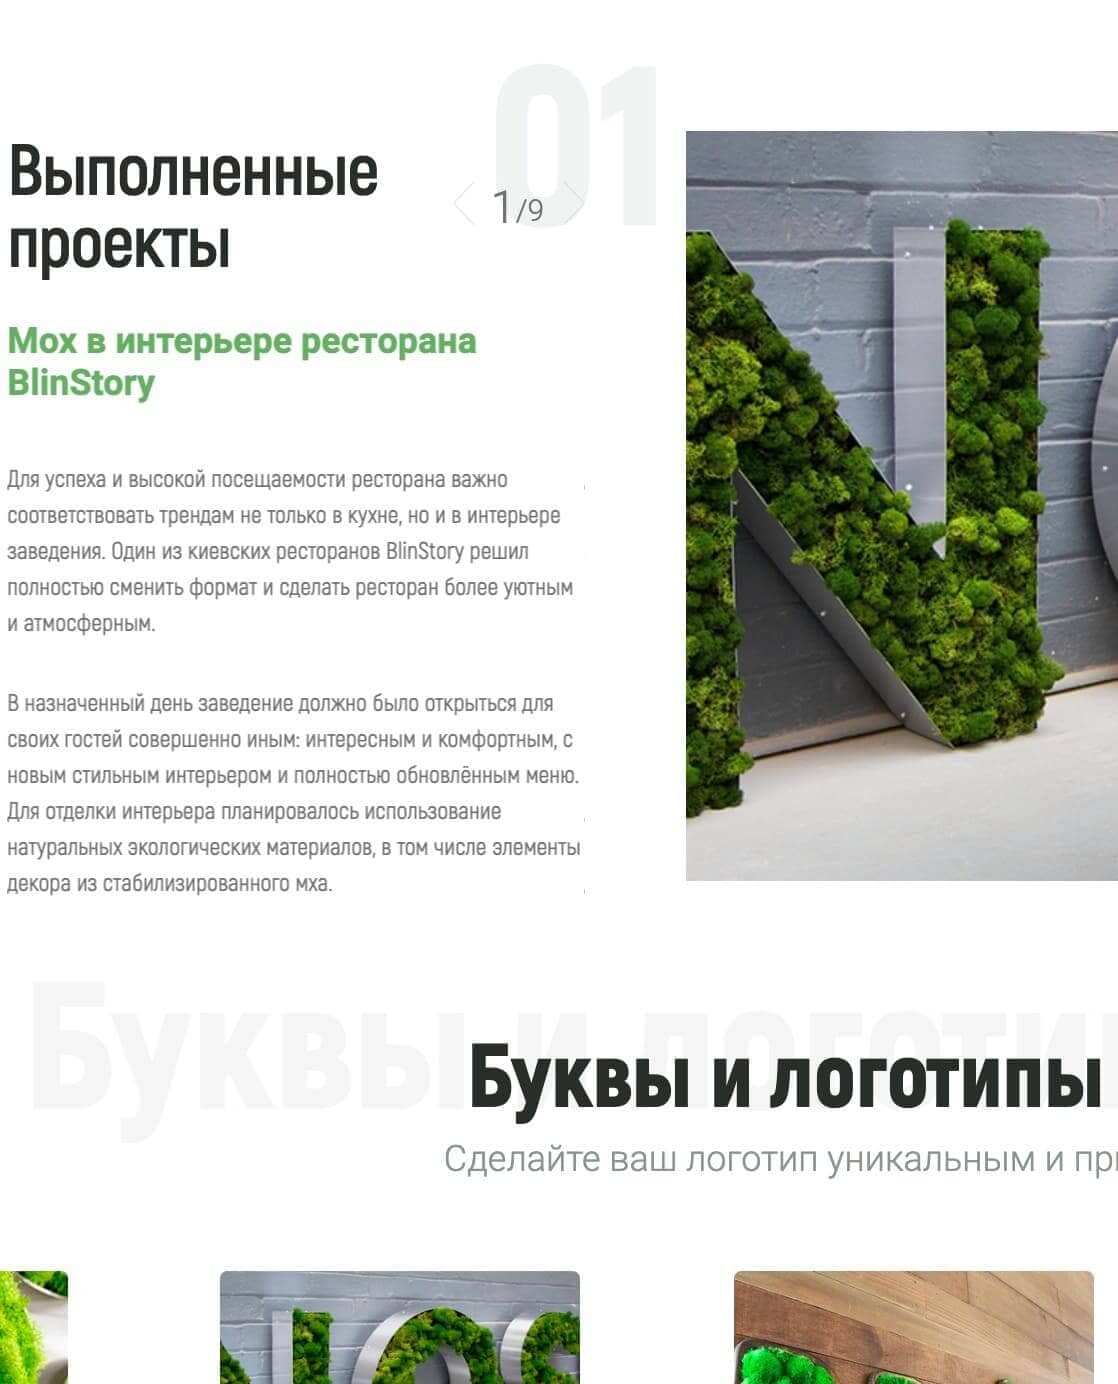 01
Выполненные
проекты
1/9
Мох в интерьере ресторана
BlinStory
Для успеха и высокой посещаемости ресторана важно
соответствовать трендам не только в кухне, но и в интерьере
заведения. Один из киевских ресторанов BlinStory решил
полностью сменить формат и сделать ресторан более уютным
и атмосферным.
В назначенный день заведение должно было открыться для
своих гостей совершенно иным: интересным и комфортным, с
новым стильным интерьером и полностью обновлённым меню.
Для отделки интерьера планировалось использование
натуральных экологических материалов, в том числе элементы
декора из стабилизированного мха.
Буквы и логоти
Буквы и логотипы
Сделайте ваш логотип уникальным и